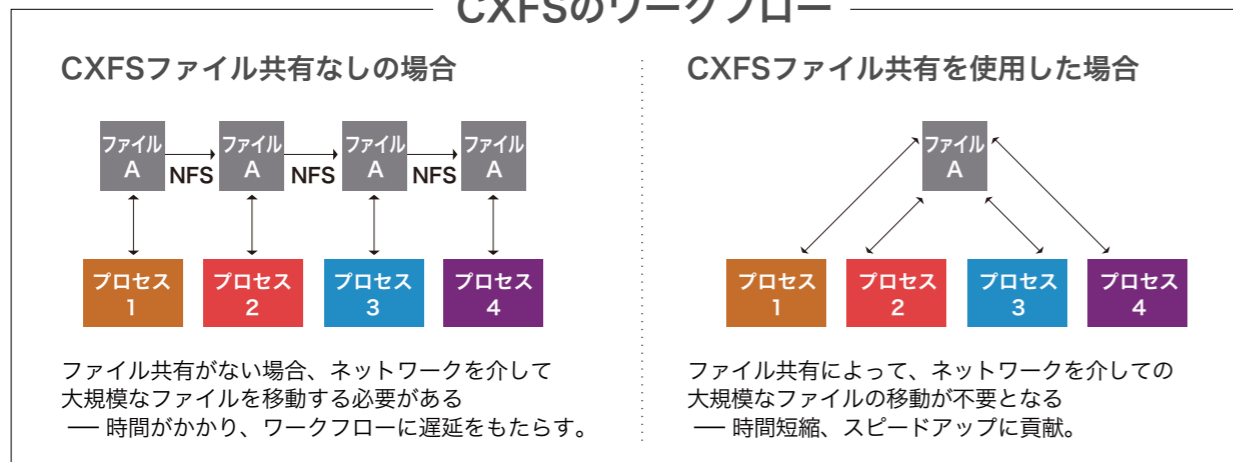 CXFSのワークフロー
CXFSファイル共有なしの場合
ファイル
A
NFS
ファイル
A
NFS
ファイル
A
NFS
ファイル
A
プロセス
1
プロセス
2
プロセス
3
プロセス
4
ファイル共有がない場合、ネットワークを介して
大規模なファイルを移動する必要がある
── 時間がかかり、ワークフローに遅延をもたらす。
CXFSファイル共有を使用した場合
ファイル
A
プロセス
1
プロセス
2
プロセス
3
プロセス
4
ファイル共有によって、ネットワークを介しての
大規模なファイルの移動が不要となる
── 時間短縮、スピードアップに貢献。